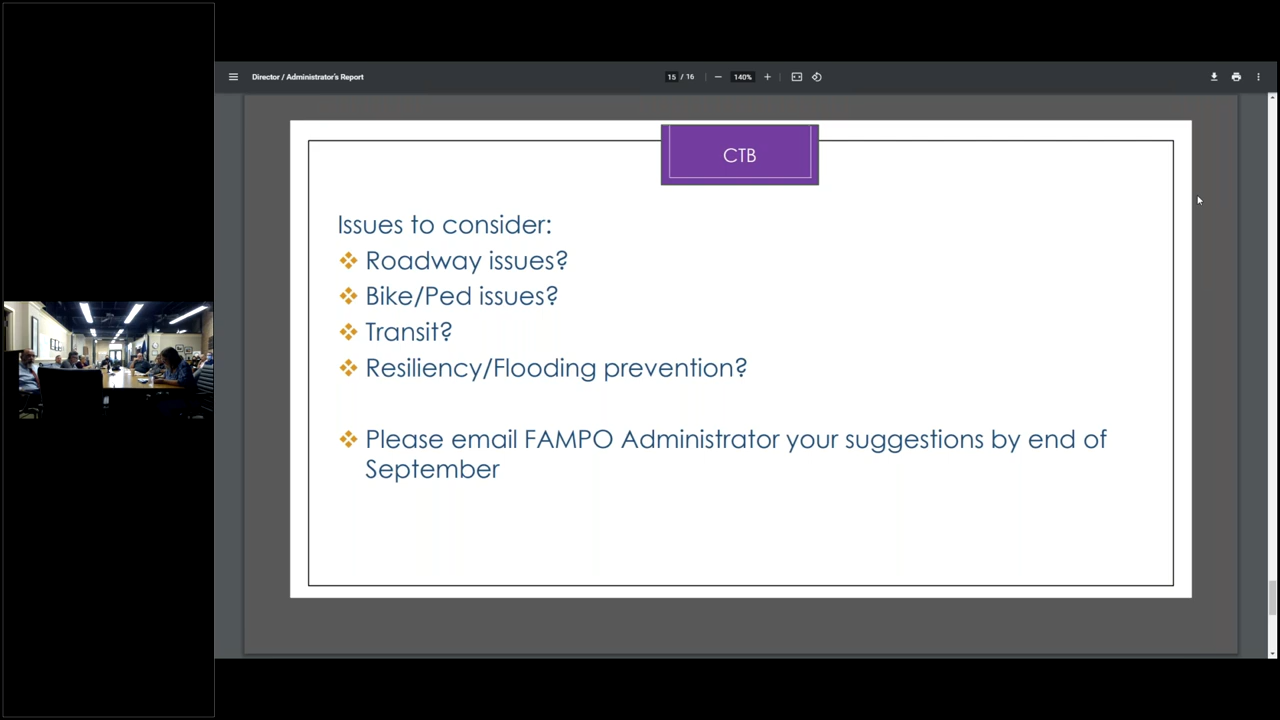 Director / Administrator's Report
15 / 16
140%
CTB
Issues to consider:
Roadway issues?
Bike/Ped issues?
Transit?
Resiliency/Flooding prevention?
Please email FAMPO Administrator your suggestions by end of
September